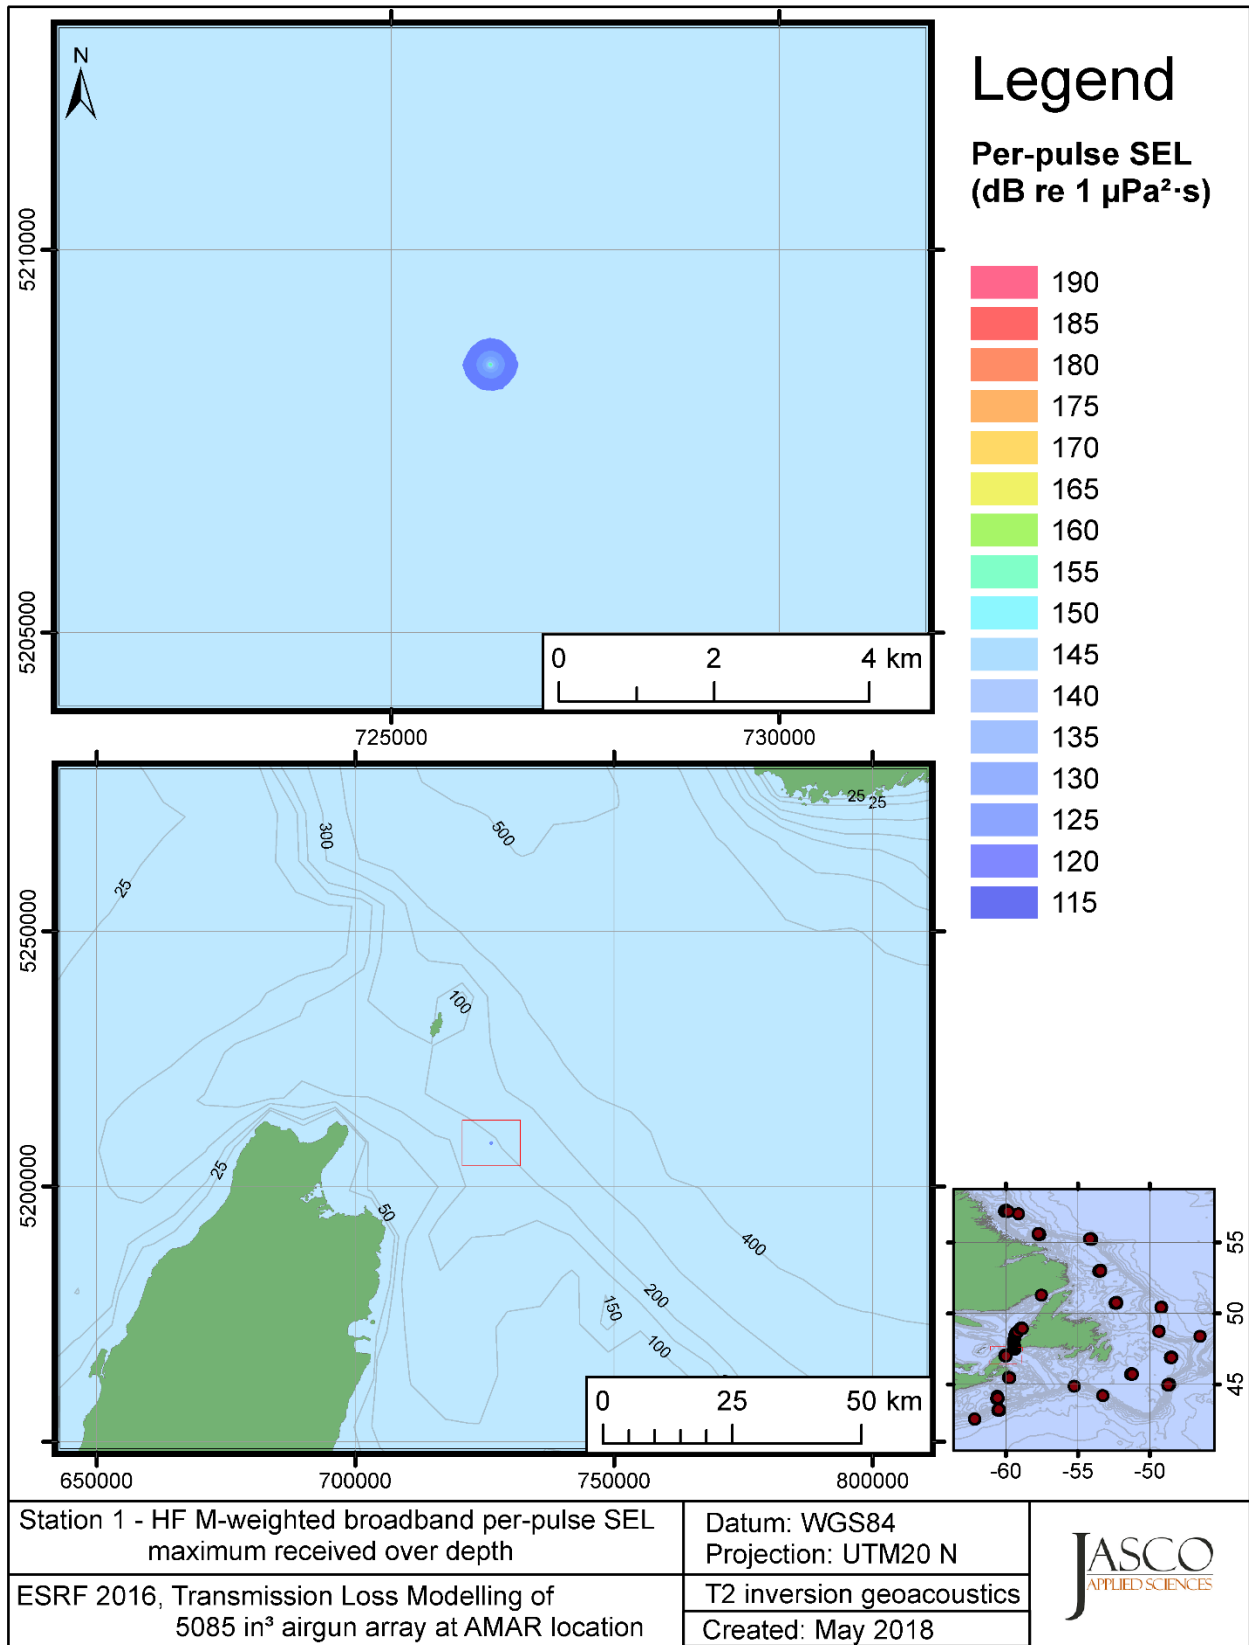 N
5210000
5205000
0 2 4 km
725000 730000
Legend
Per-pulse SEL
(dB re 1 µPa²·s)
190
185
180
175
170
165
160
155
150
145
140
135
130
125
120
115
300
500
25
25
25
100
25
50
400
200
150
100
5250000
5200000
0 25 50 km
650000 700000 750000 800000
55
50
45
-60 -55 -50
Station 1 - HF M-weighted broadband per-pulse SEL
maximum received over depth
ESRF 2016, Transmission Loss Modelling of
5085 in³ airgun array at AMAR location
Datum: WGS84
Projection: UTM20 N
T2 inversion geoacoustics
Created: May 2018
JASCO
APPLIED SCIENCES